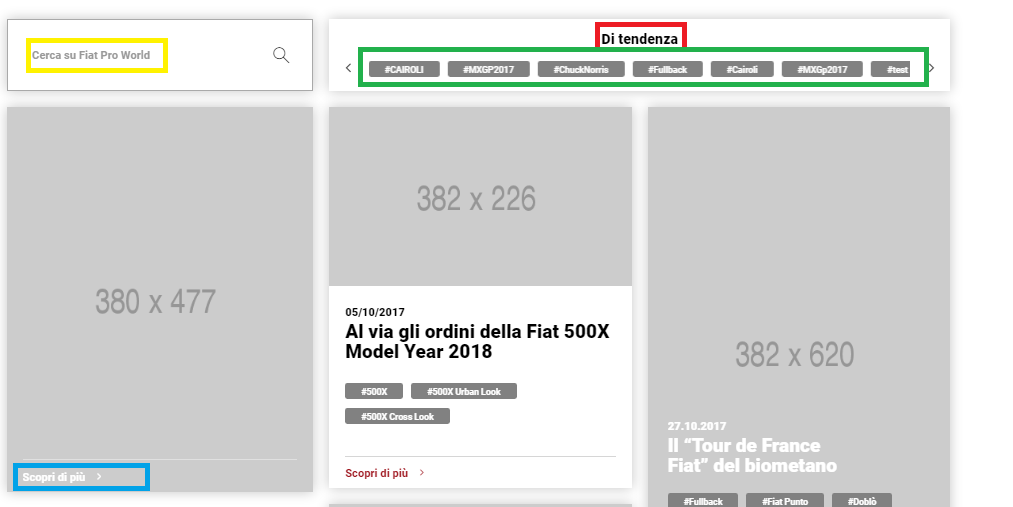 Cerca su Fiat Pro World
Di tendenza
#CAIROLI #MXGP2017 #ChuckNorris #Fullback #Cairoli #MXGp2017 #test
380 x 477
Scopri di più
382 x 226
05/10/2017
Al via gli ordini della Fiat 500X
Model Year 2018
#500X #500X Urban Look
#500X Cross Look
Scopri di più
382 x 620
27.10.2017
Il “Tour de France
Fiat” del biometano
#Fullback #Fiat Punto #Doblò